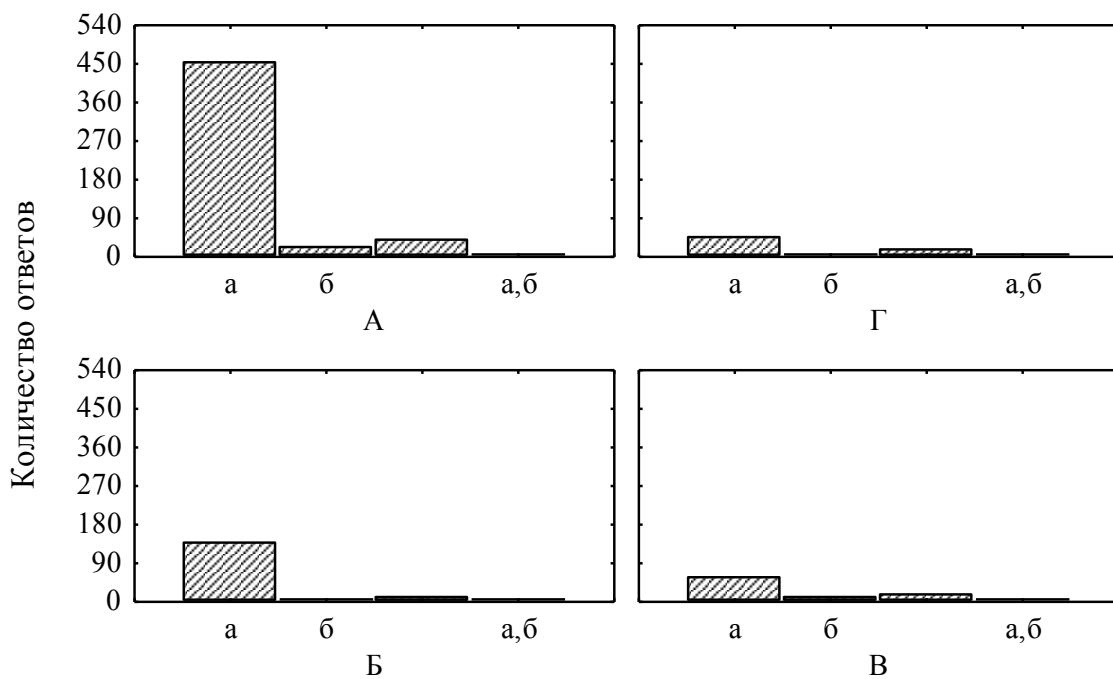 Количество ответов
540
450
360
270
180
90
0
а б а,б
А
а б а,б
Г
540
450
360
270
180
90
0
а б а,б
Б
а б а,б
В